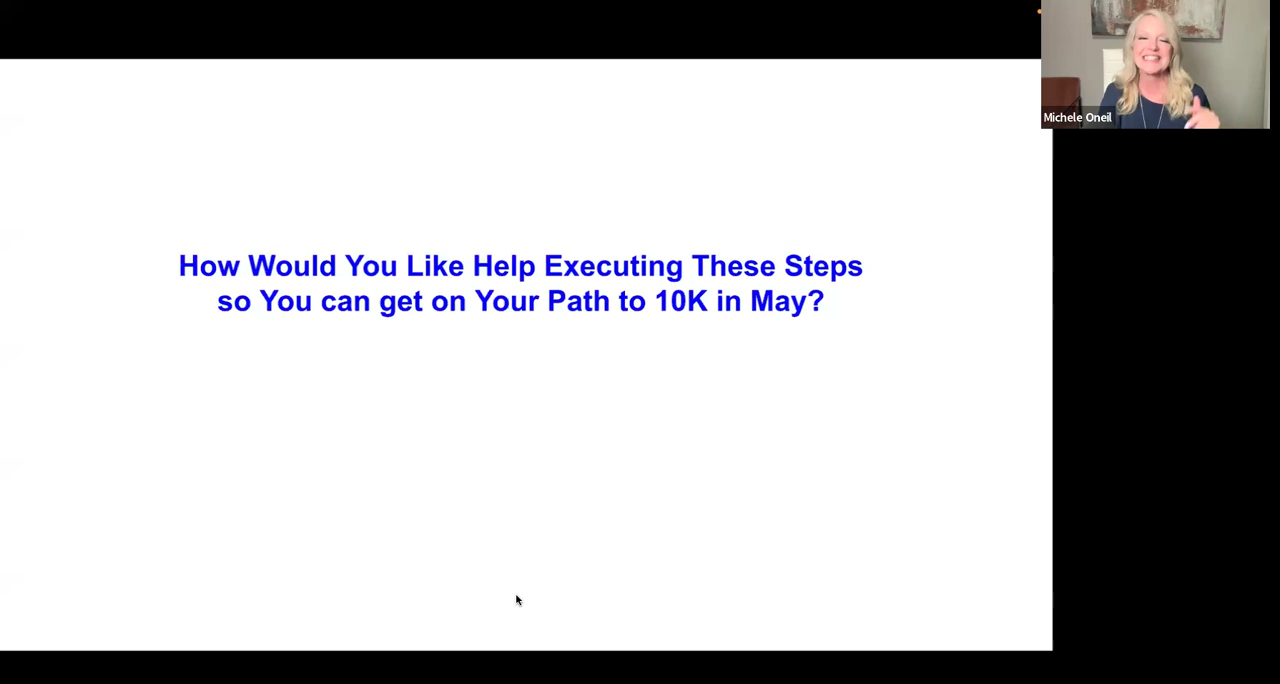 How Would You Like Help Executing These Steps
so You can get on Your Path to 10K in May?
Michele Oneil